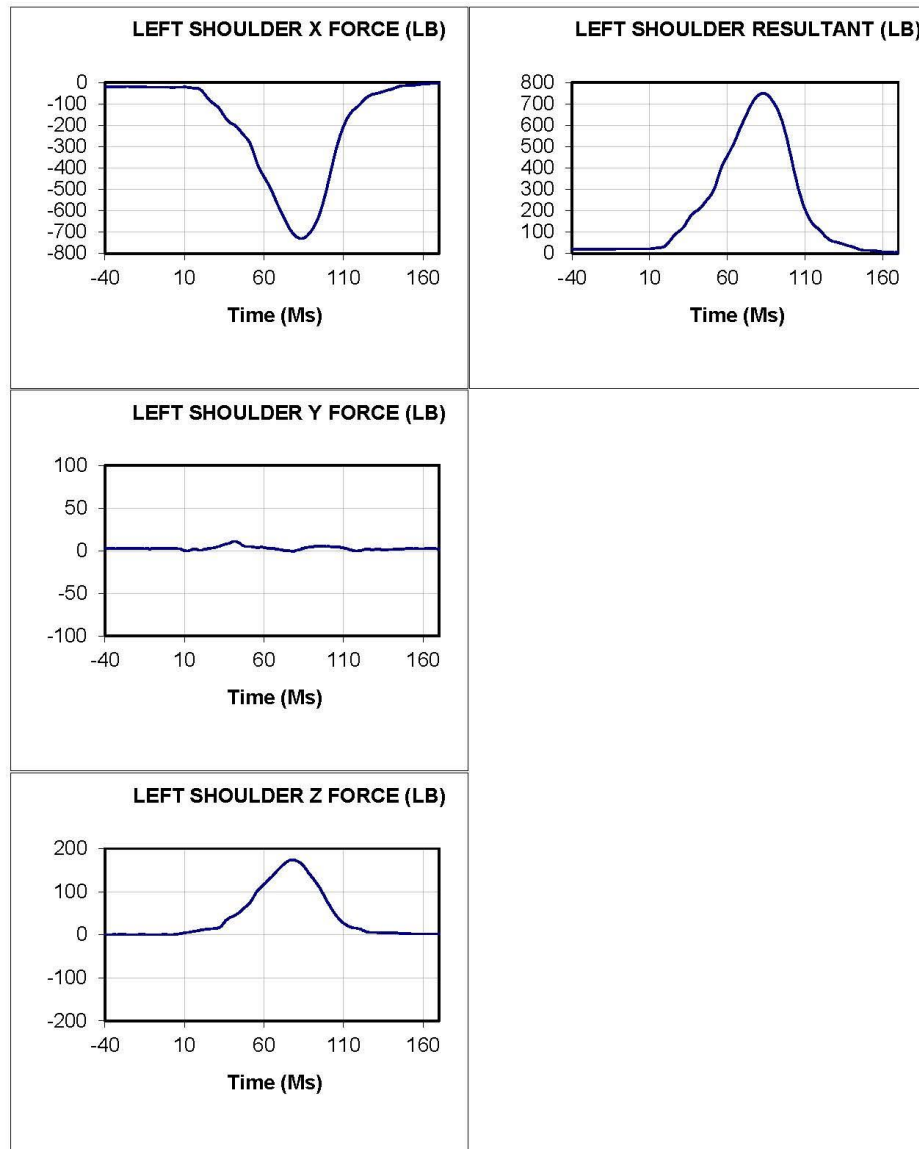 LEFT SHOULDER X FORCE (LB)
0
-100
-200
-300
-400
-500
-600
-700
-800
-40 10 60 110 160
Time (Ms)
LEFT SHOULDER RESULTANT (LB)
800
700
600
500
400
300
200
100
0
-40 10 60 110 160
Time (Ms)
LEFT SHOULDER Y FORCE (LB)
100
50
0
-50
-100
-40 10 60 110 160
Time (Ms)
LEFT SHOULDER Z FORCE (LB)
200
100
0
-100
-200
-40 10 60 110 160
Time (Ms)